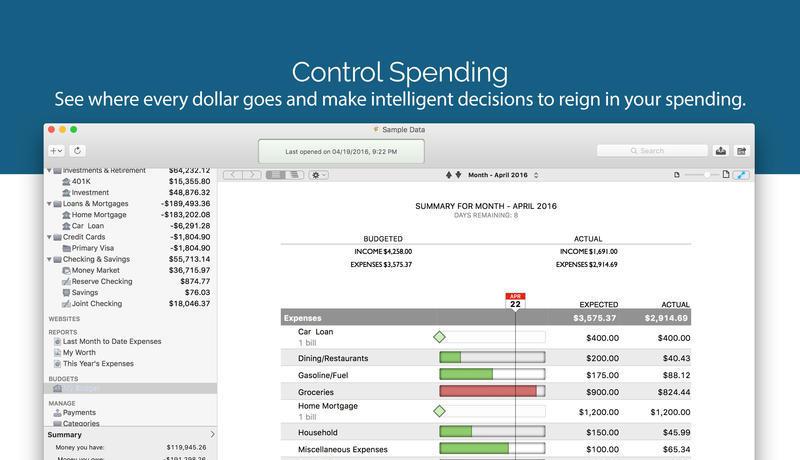 Control Spending
See where every dollar goes and make intelligent decisions to reign in your spending.
Sample Data
Last opened on 04/19/2016, 9:22 PM
Search
Investments & Retirement $64,232.12
401K $15,355.80
Investment $48,876.32
Loans & Mortgages -$189,493.36
Home Mortgage -$183,202.08
Car Loan -$6,291.28
Credit Cards -$1,804.90
Primary Visa -$1,804.90
Checking & Savings $55,713.14
Money Market $36,715.97
Reserve Checking $874.77
Savings $76.03
Joint Checking $18,046.37
WEBSITES
REPORTS
Last Month to Date Expenses
My Worth
This Year's Expenses
BUDGETS
MANAGE
Payments
Categories
Summary
Money you have: $119,945.26
Month - April 2016
SUMMARY FOR MONTH - APRIL 2016
DAYS REMAINING: 8
BUDGETED ACTUAL
INCOME $4,258.00 INCOME $1,691.00
EXPENSES $3,575.37 EXPENSES $2,914.69
APR
22
EXPECTED ACTUAL
Expenses $3,575.37 $2,914.69
Car Loan $400.00 $400.00
1 bill
Dining/Restaurants $200.00 $40.43
Gasoline/Fuel $175.00 $88.12
Groceries $900.00 $824.44
Home Mortgage $1,200.00 $1,200.00
1 bill
Household $150.00 $45.99
Miscellaneous Expenses $100.00 $65.34